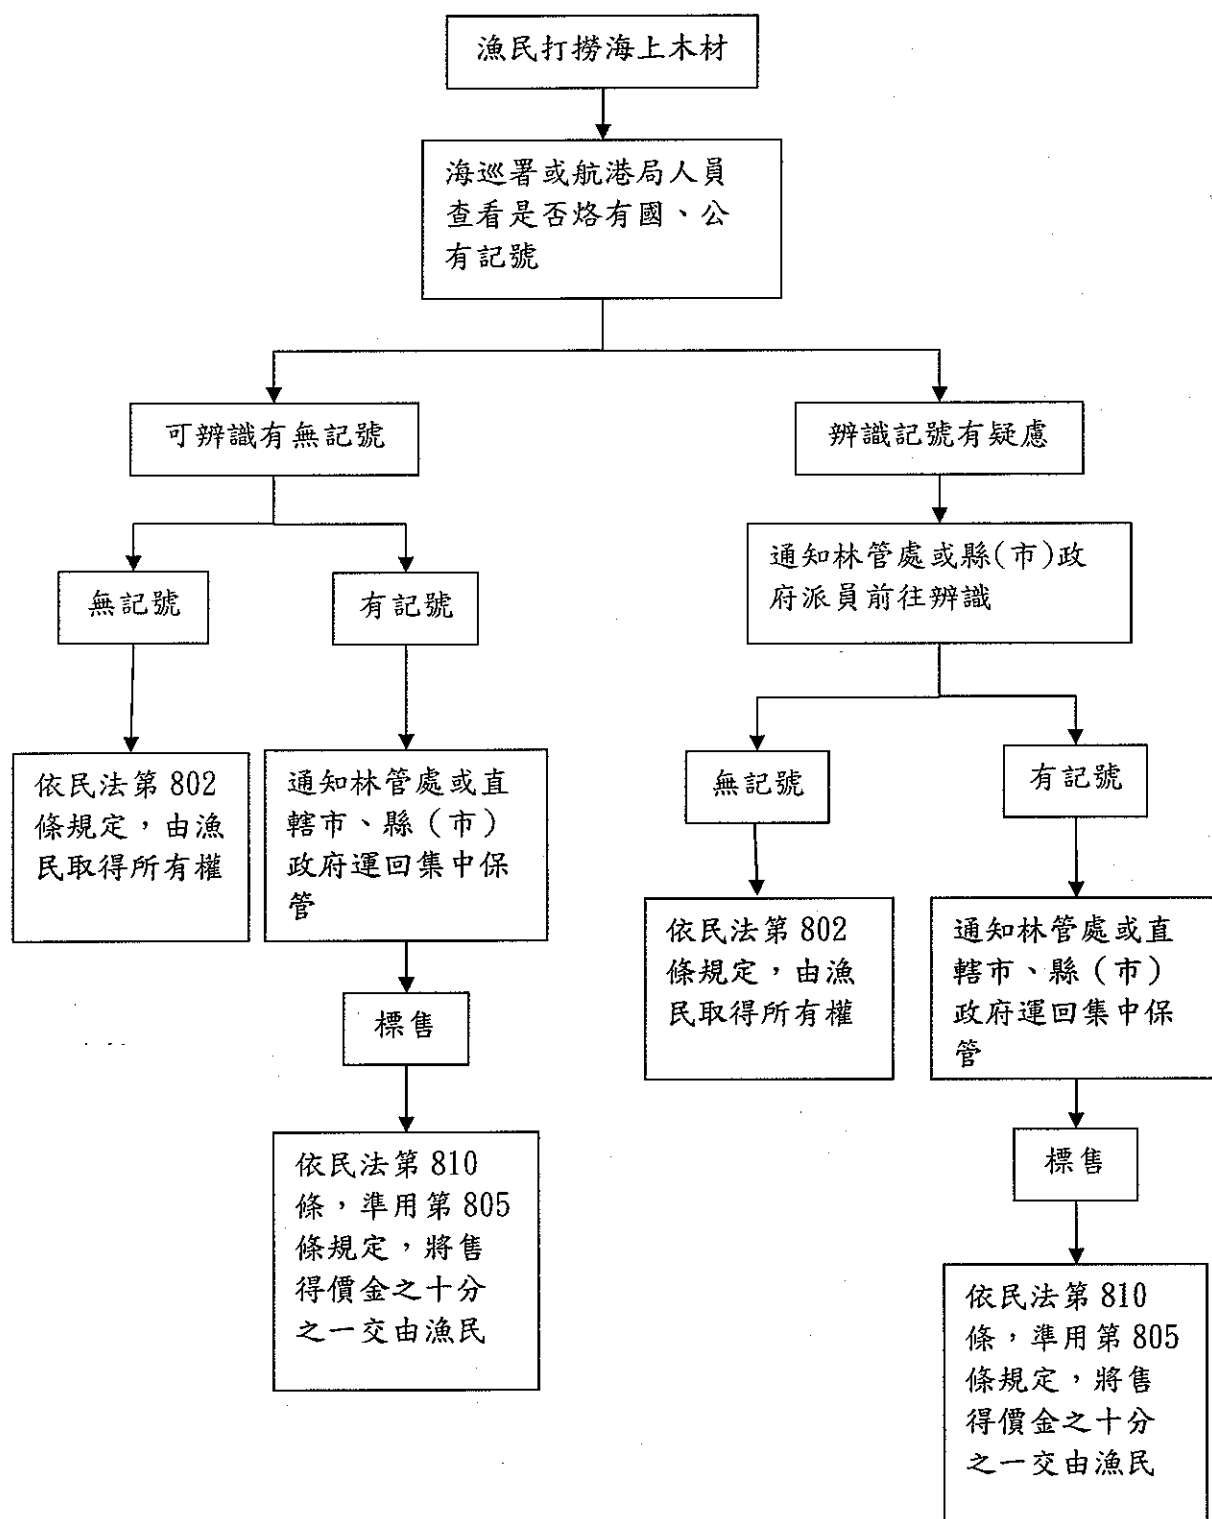 漁民打撈海上木材
海巡署或航港局人員
查看是否烙有國、公
有記號
可辨識有無記號
辨識記號有疑慮
通知林管處或縣(市)政
府派員前往辨識
無記號
有記號
無記號
有記號
依民法第802
條規定，由漁
民取得所有權
通知林管處或直
轄市、縣（市）
政府運回集中保
管
依民法第802
條規定，由漁
民取得所有權
通知林管處或直
轄市、縣（市）
政府運回集中保
管
標售
標售
依民法第810
條，準用第805
條規定，將售
得價金之十分
之一交由漁民
依民法第810
條，準用第805
條規定，將售
得價金之十分
之一交由漁民